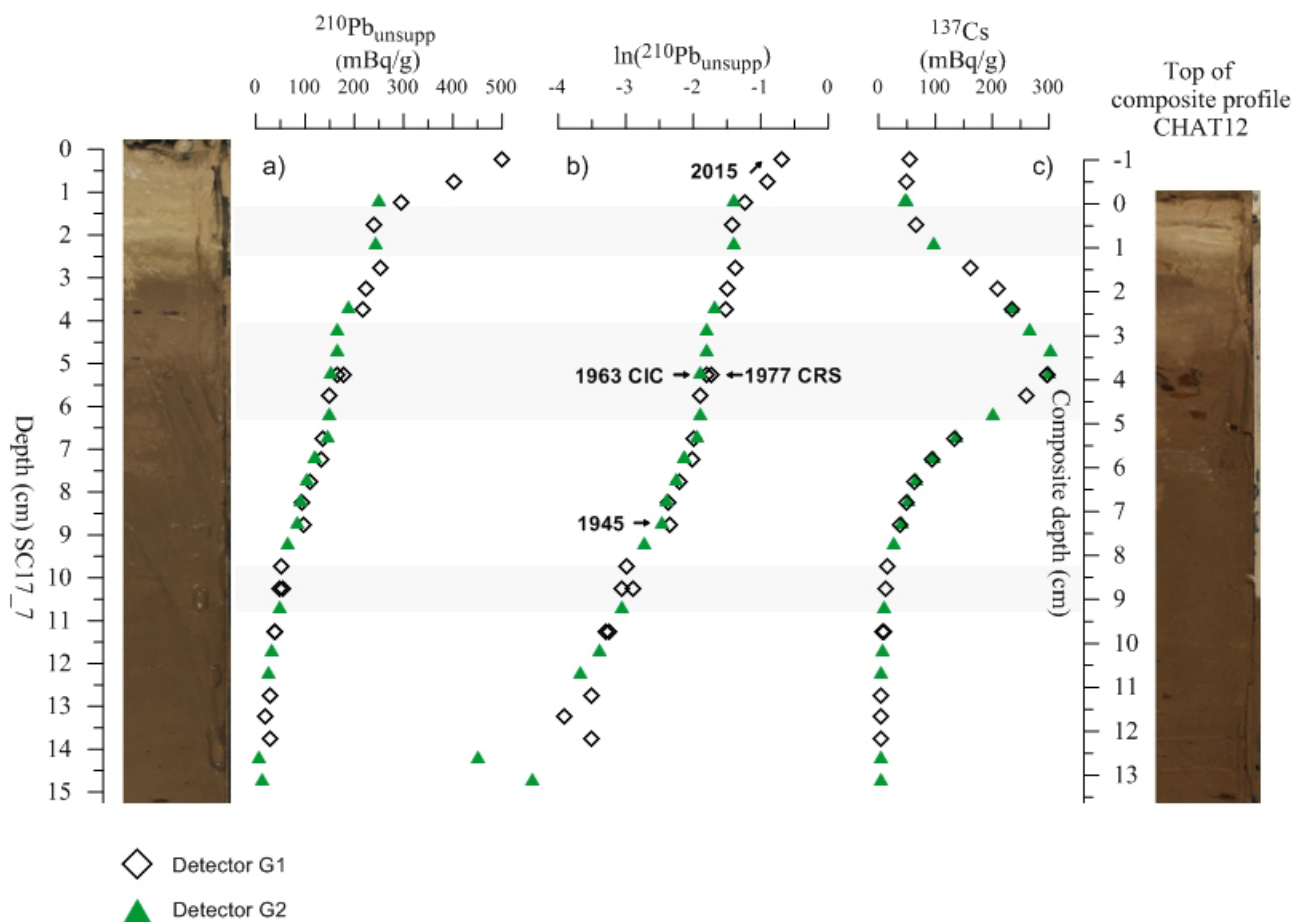 210Pbunsupp
(mBq/g)
0 100 200 300 400 500
ln(210Pbunsupp)
-4 -3 -2 -1 0
137Cs
(mBq/g)
0 100 200 300
Top of
composite profile
CHAT12
a)
b)
c)
Depth (cm) SC17_7
0
1
2
3
4
5
6
7
8
9
10
11
12
13
14
15
2015
1963 CIC
1977 CRS
1945
Composite depth (cm)
-1
0
1
2
3
4
5
6
7
8
9
10
11
12
13
Detector G1
Detector G2